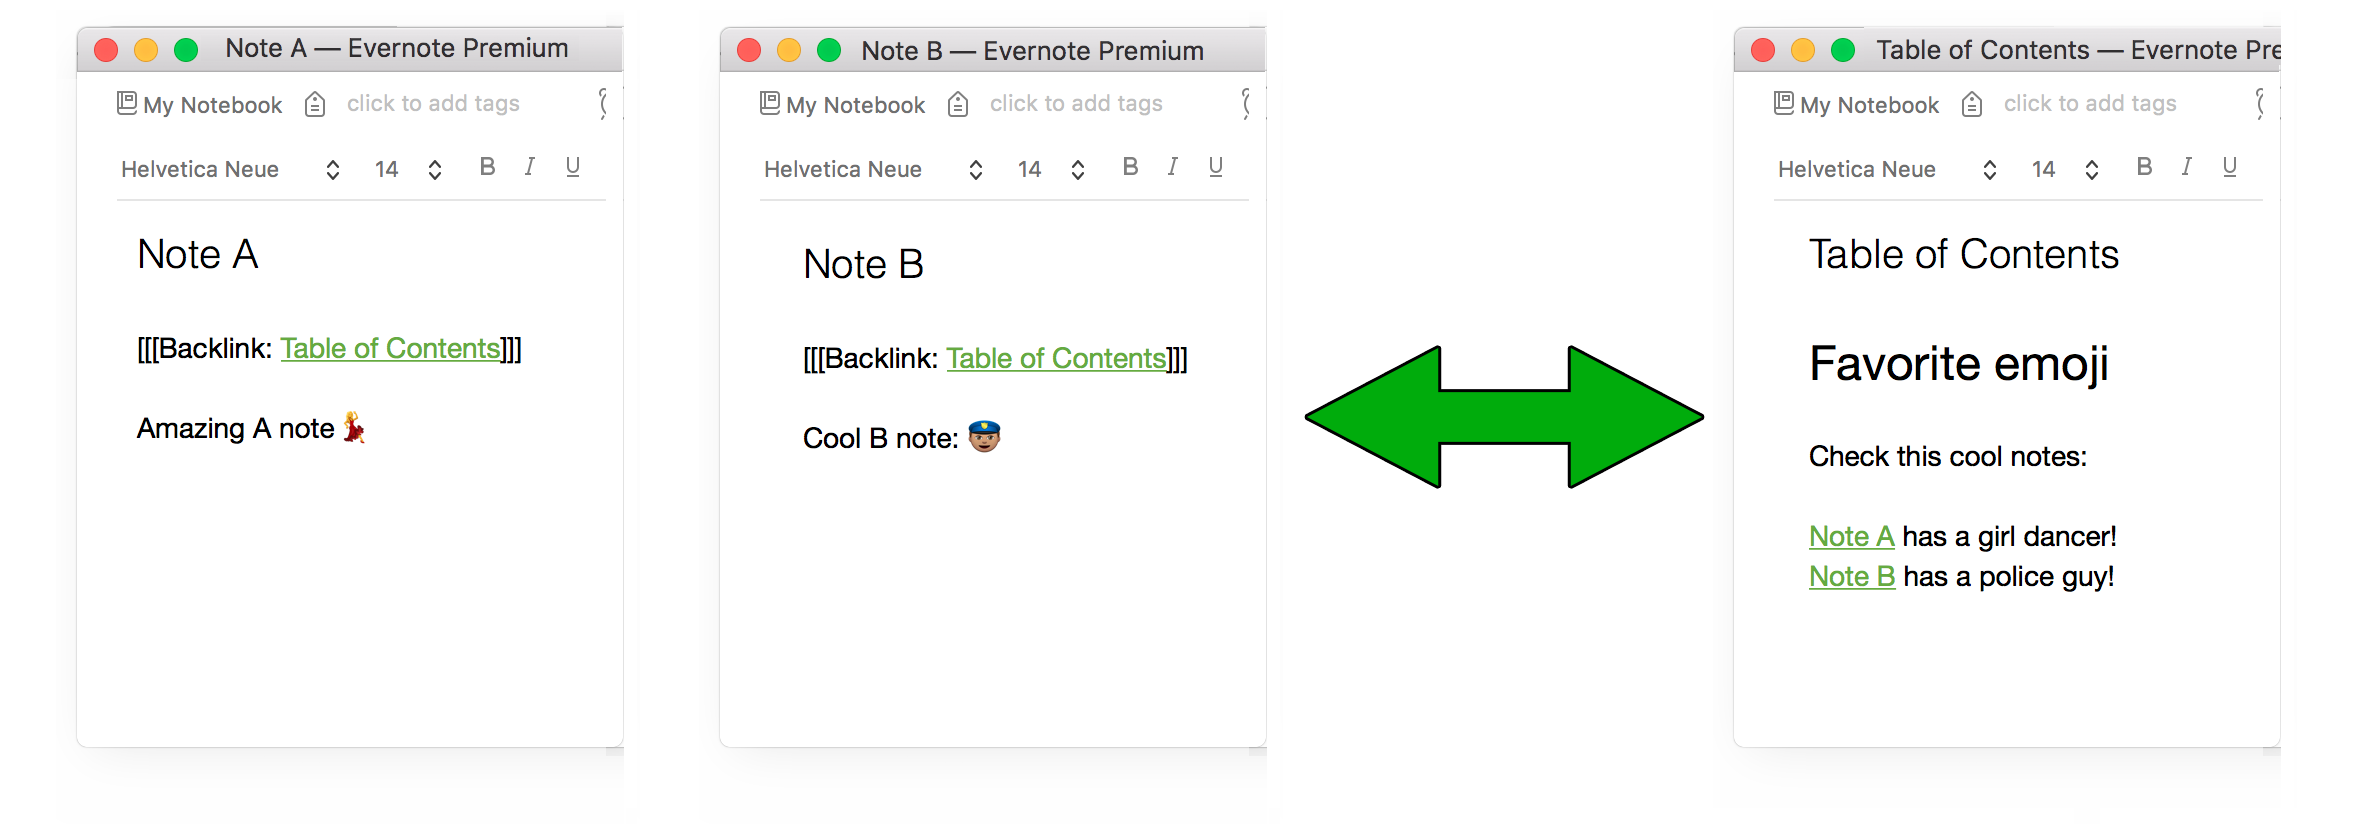 Note A — Evernote Premium
My Notebook click to add tags
Helvetica Neue 14 B I U
Note A
[[[Backlink: Table of Contents]]]
Amazing A note 💃
Note B — Evernote Premium
My Notebook click to add tags
Helvetica Neue 14 B I U
Note B
[[[Backlink: Table of Contents]]]
Cool B note: 👮🏽
Table of Contents — Evernote Pre
My Notebook click to add tags
Helvetica Neue 14 B I U
Table of Contents
Favorite emoji
Check this cool notes:
Note A has a girl dancer!
Note B has a police guy!